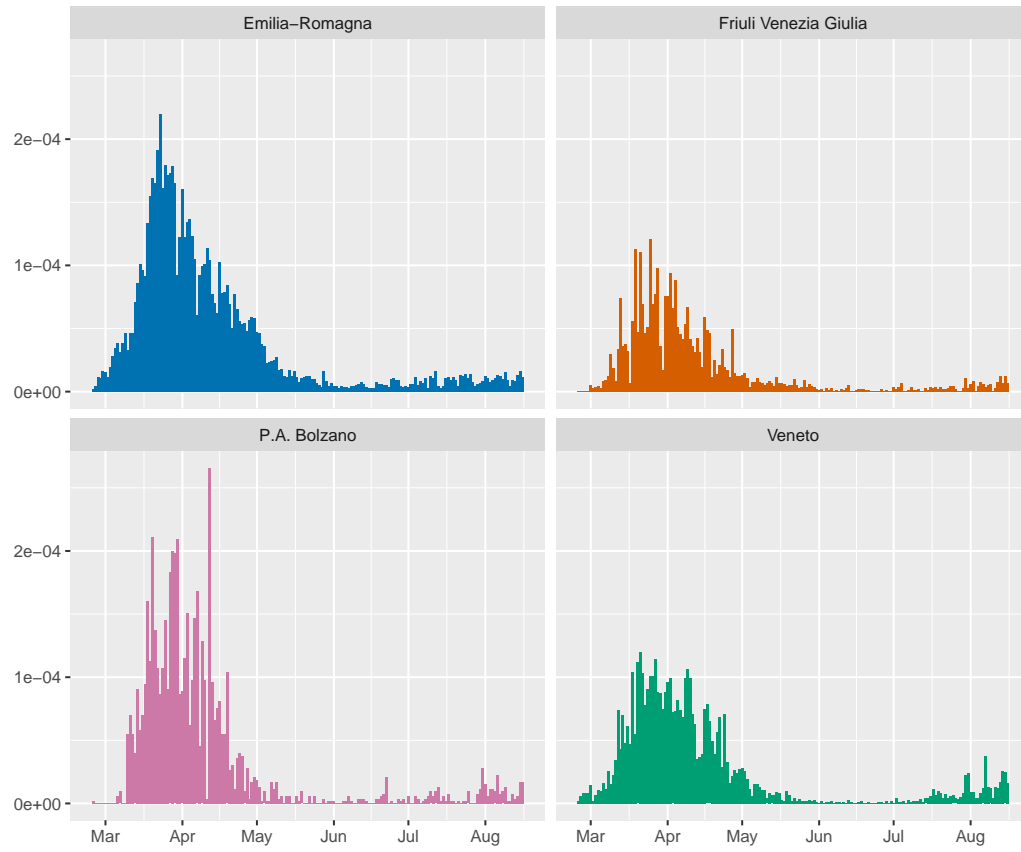 Emilia−Romagna
Friuli Venezia Giulia
2e−04
1e−04
0e+00
P.A. Bolzano
Veneto
2e−04
1e−04
0e+00
Mar Apr May Jun Jul Aug
Mar Apr May Jun Jul Aug